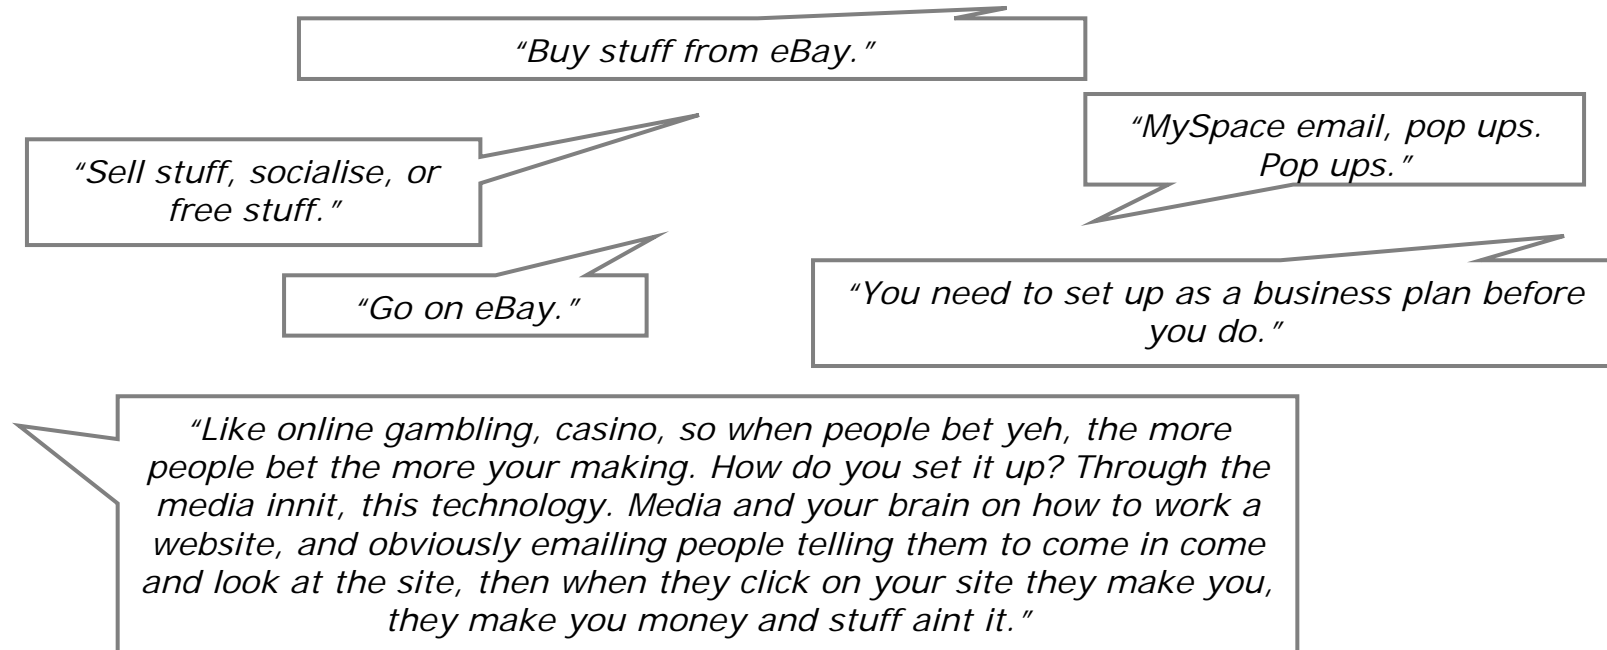 “Buy stuff from eBay.”
“MySpace email, pop ups.
Pop ups.”
“Sell stuff, socialise, or
free stuff.”
“Go on eBay.”
“You need to set up as a business plan before
you do.”
“Like online gambling, casino, so when people bet yeh, the more
people bet the more your making. How do you set it up? Through the
media innit, this technology. Media and your brain on how to work a
website, and obviously emailing people telling them to come in come
and look at the site, then when they click on your site they make you,
they make you money and stuff aint it.”